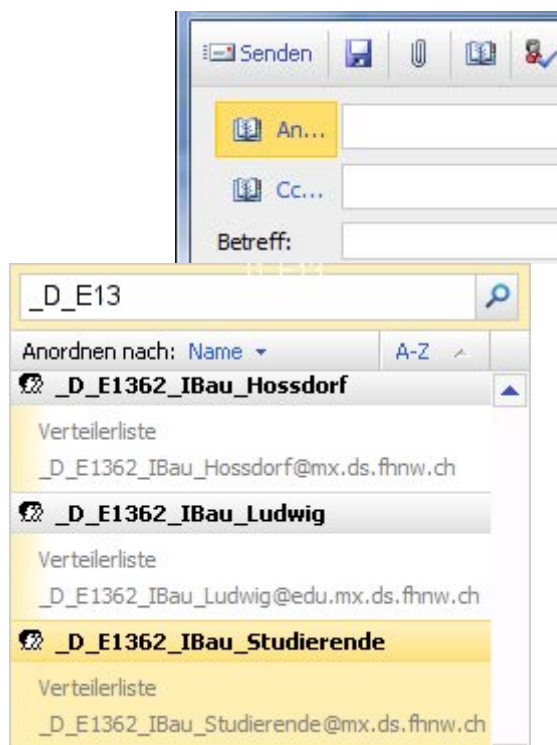 Senden
An...
Cc...
Betreff:
_D_E13
_D_E13
Anordnen nach: Name A-Z
_D_E1362_IBau_Hossdorf
Verteilerliste
_D_E1362_IBau_Hossdorf@mx.ds.fhnw.ch
_D_E1362_IBau_Ludwig
Verteilerliste
_D_E1362_IBau_Ludwig@edu.mx.ds.fhnw.ch
_D_E1362_IBau_Studierende
Verteilerliste
_D_E1362_IBau_Studierende@mx.ds.fhnw.ch